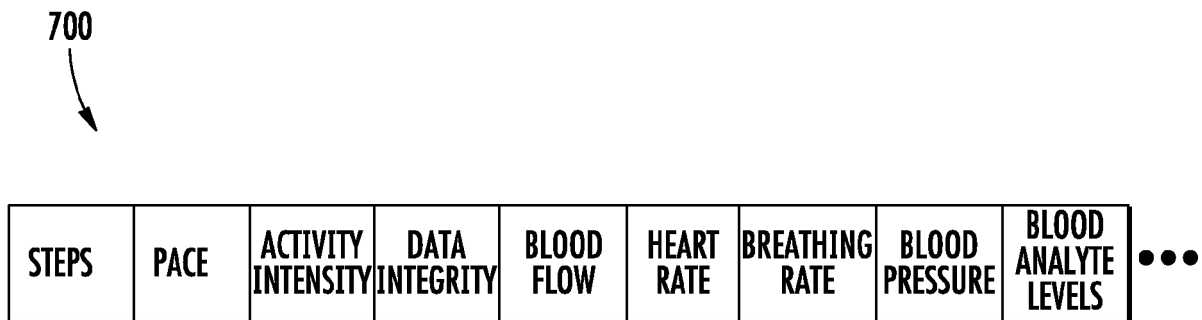 700
STEPS
PACE
ACTIVITY
INTENSITY
DATA
INTEGRITY
BLOOD
FLOW
HEART
RATE
BREATHING
RATE
BLOOD
PRESSURE
BLOOD
ANALYTE
LEVELS
•••